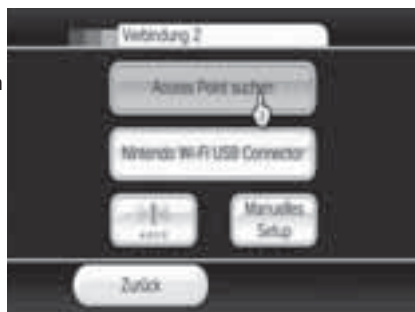 Verbindung 2
Access Point suchen
Nintendo Wi-Fi USB Connector
Manuelles
Setup
Zurück